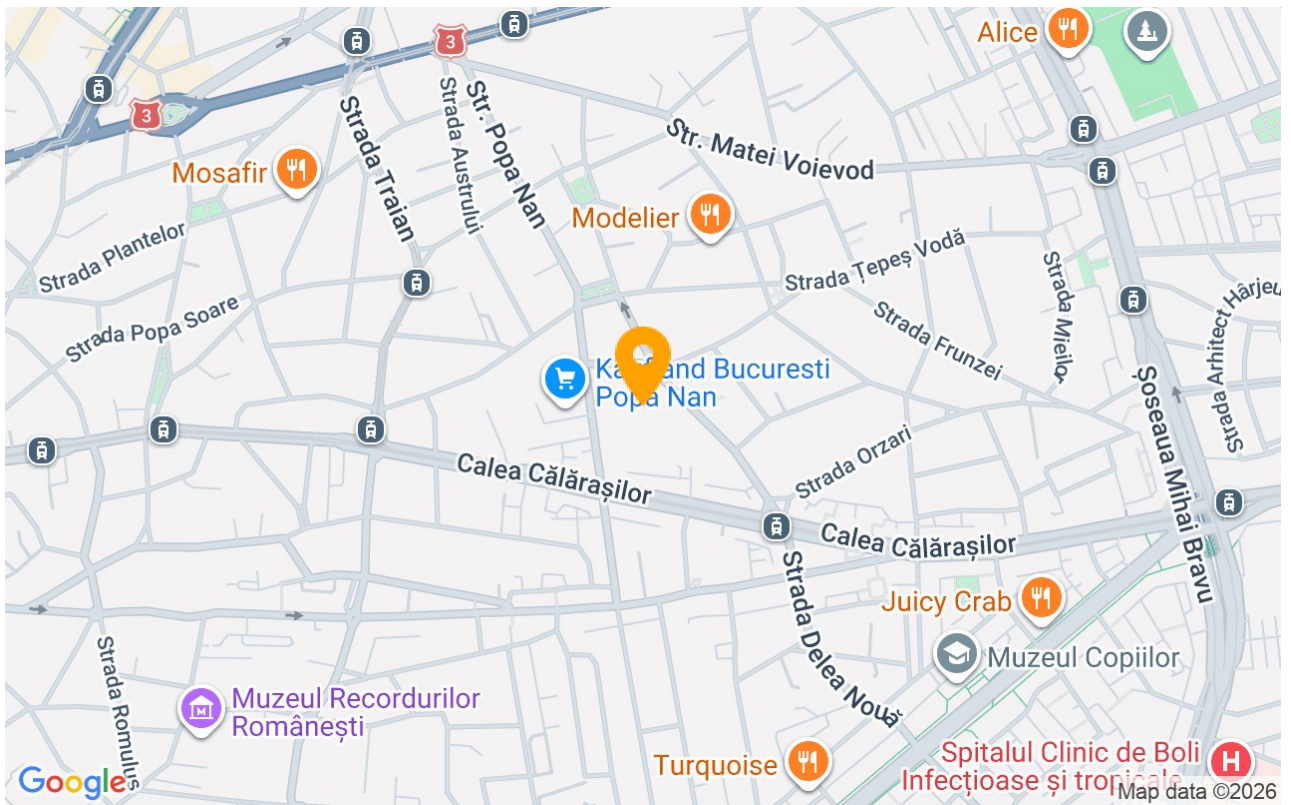 Alice
3
3
Strada Traian
Strada Austrului
Str. Popa Nan
Str. Matei Voievod
Mosafir
Modelier
Strada Plantelor
Strada Țepeș Vodă
Strada Mieilor
Strada Arhitect Hârjeu
Strada Popa Soare
Strada Frunzei
Bucuresti
Popa Nan
Șoseaua Mihai Bravu
Calea Călărașilor
Strada Orzari
Calea Călărașilor
Strada Delea Nouă
Juicy Crab
Muzeul Copiilor
Strada Romulus
Muzeul Recordurilor
Românești
Turquoise
Spitalul Clinic de Boli
Infecțioase și tropicale
H
Google
Map data ©2026